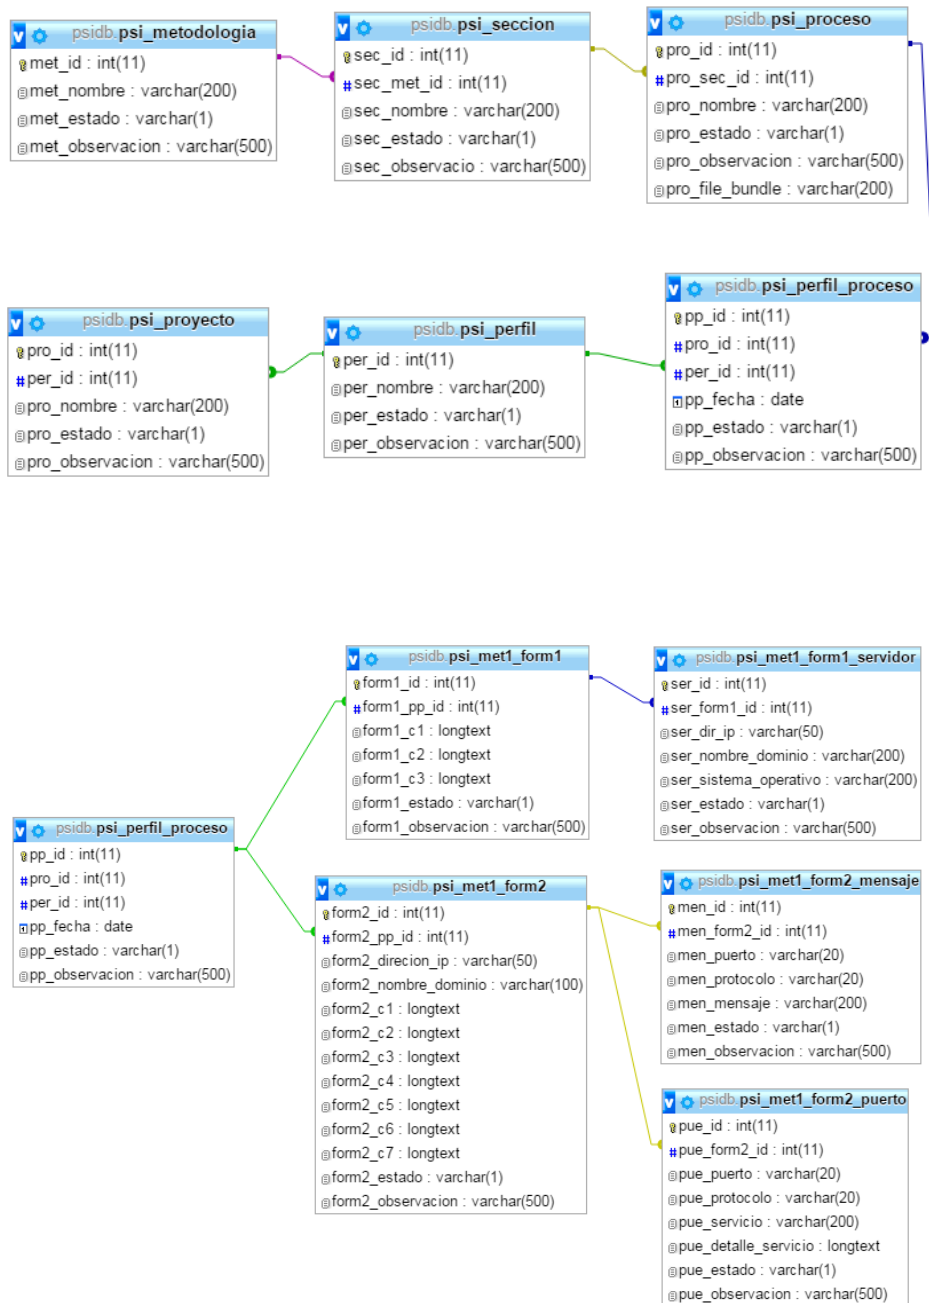 psidb.psi_metodologia
met_id : int(11)
met_nombre : varchar(200)
met_estado : varchar(1)
met_observacion : varchar(500)
psidb.psi_seccion
sec_id : int(11)
sec_met_id : int(11)
sec_nombre : varchar(200)
sec_estado : varchar(1)
sec_observacio : varchar(500)
psidb.psi_proceso
pro_id : int(11)
pro_sec_id : int(11)
pro_nombre : varchar(200)
pro_estado : varchar(1)
pro_observacion : varchar(500)
pro_file_bundle : varchar(200)
psidb.psi_proyecto
pro_id : int(11)
per_id : int(11)
pro_nombre : varchar(200)
pro_estado : varchar(1)
pro_observacion : varchar(500)
psidb.psi_perfil
per_id : int(11)
per_nombre : varchar(200)
per_estado : varchar(1)
per_observacion : varchar(500)
psidb.psi_perfil_proceso
pp_id : int(11)
pro_id : int(11)
per_id : int(11)
pp_fecha : date
pp_estado : varchar(1)
pp_observacion : varchar(500)
psidb.psi_perfil_proceso
pp_id : int(11)
pro_id : int(11)
per_id : int(11)
pp_fecha : date
pp_estado : varchar(1)
pp_observacion : varchar(500)
psidb.psi_met1_form1
form1_id : int(11)
form1_pp_id : int(11)
form1_c1 : longtext
form1_c2 : longtext
form1_c3 : longtext
form1_estado : varchar(1)
form1_observacion : varchar(500)
psidb.psi_met1_form1_servidor
ser_id : int(11)
ser_form1_id : int(11)
ser_dir_ip : varchar(50)
ser_nombre_dominio : varchar(200)
ser_sistema_operativo : varchar(200)
ser_estado : varchar(1)
ser_observacion : varchar(500)
psidb.psi_met1_form2
form2_id : int(11)
form2_pp_id : int(11)
form2_direcion_ip : varchar(50)
form2_nombre_dominio : varchar(100)
form2_c1 : longtext
form2_c2 : longtext
form2_c3 : longtext
form2_c4 : longtext
form2_c5 : longtext
form2_c6 : longtext
form2_c7 : longtext
form2_estado : varchar(1)
form2_observacion : varchar(500)
psidb.psi_met1_form2_mensaje
men_id : int(11)
men_form2_id : int(11)
men_puerto : varchar(20)
men_protocolo : varchar(20)
men_mensaje : varchar(200)
men_estado : varchar(1)
men_observacion : varchar(500)
psidb.psi_met1_form2_puerto
pue_id : int(11)
pue_form2_id : int(11)
pue_puerto : varchar(20)
pue_protocolo : varchar(20)
pue_servicio : varchar(200)
pue_detalle_servicio : longtext
pue_estado : varchar(1)
pue_observacion : varchar(500)